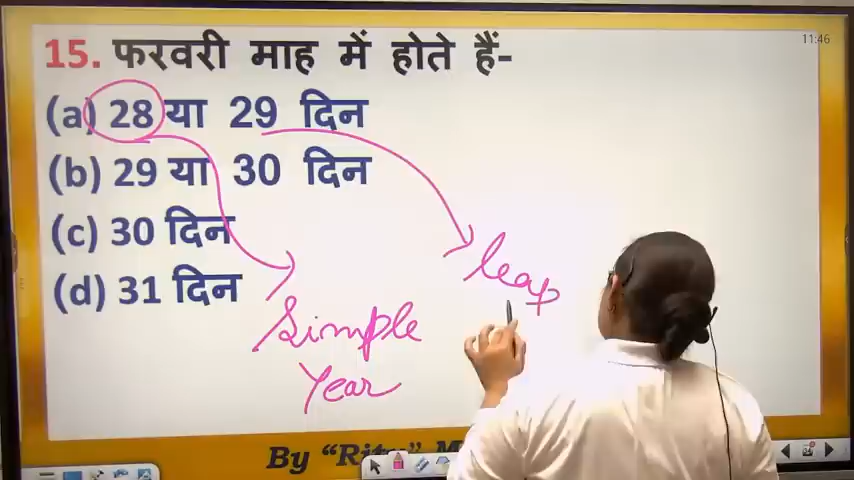 11:46
15. फरवरी माह में होते हैं-
(a) 28 या 29 दिन
(b) 29 या 30 दिन
(c) 30 दिन
(d) 31 दिन
leap
Simple
Year
By